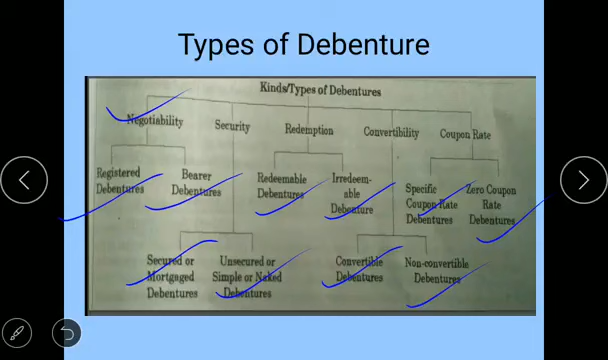 Types of Debenture
Kinds/Types of Debentures
Negotiability
Security
Redemption
Convertibility
Coupon Rate
Registered
Debentures
Bearer
Debentures
Redeemable
Debentures
Irredeem-
able
Debenture
Specific
Coupon Rate
Debentures
Zero Coupon
Rate
Debentures
Secured or
Mortgaged
Debentures
Unsecured or
Simple or Naked
Debentures
Convertible
Debentures
Non-convertible
Debentures